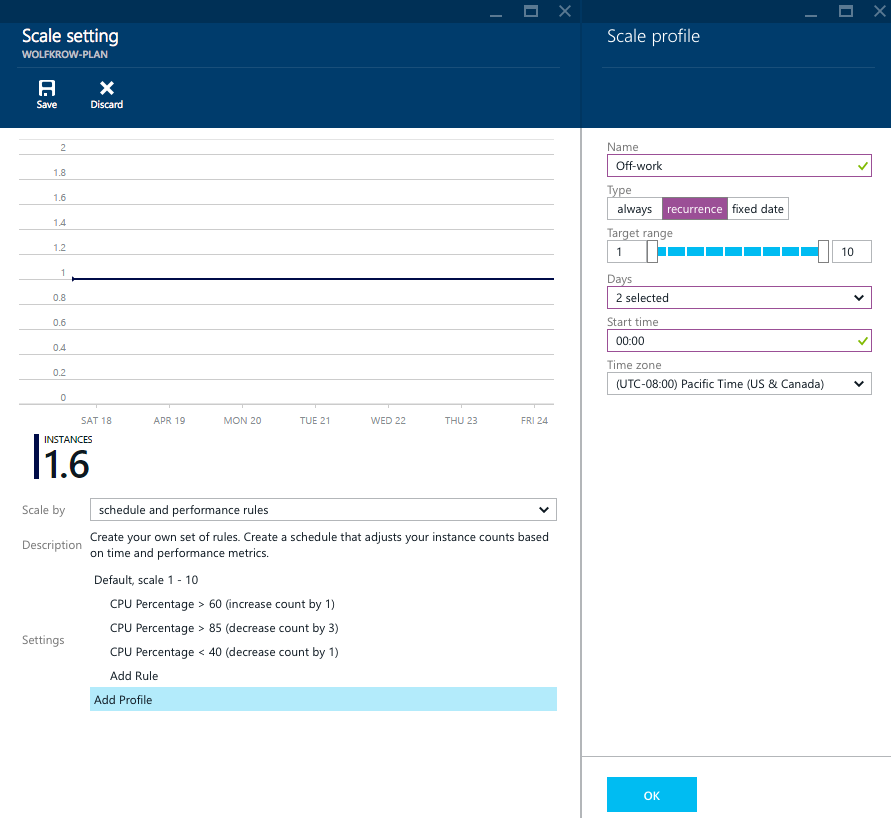 Scale setting
WOLFKROW-PLAN
Save
Discard
2
1.8
1.6
1.4
1.2
1
0.8
0.6
0.4
0.2
0
SAT 18 APR 19 MON 20 TUE 21 WED 22 THU 23 FRI 24
INSTANCES
1.6
Scale by
schedule and performance rules
Description
Create your own set of rules. Create a schedule that adjusts your instance counts based
on time and performance metrics.
Settings
Default, scale 1 - 10
CPU Percentage > 60 (increase count by 1)
CPU Percentage > 85 (decrease count by 3)
CPU Percentage < 40 (decrease count by 1)
Add Rule
Add Profile
Scale profile
Name
Off-work
Type
always recurrence fixed date
Target range
1
10
Days
2 selected
Start time
00:00
Time zone
(UTC-08:00) Pacific Time (US & Canada)
OK